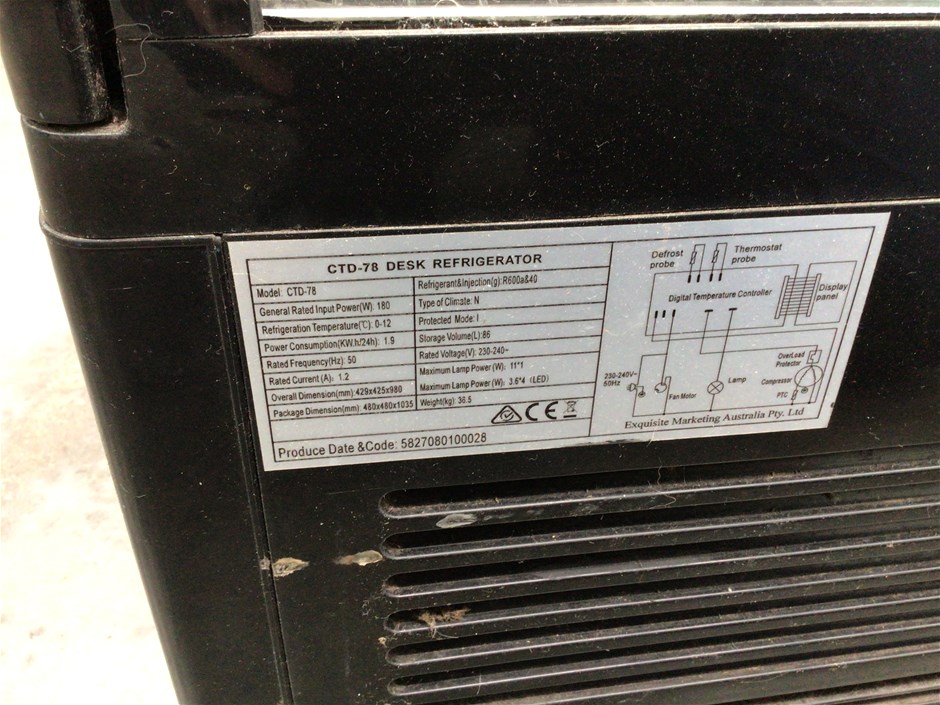 CTD-78 DESK REFRIGERATOR
Model: CTD-78
General Rated Input Power(W): 180
Refrigeration Temperature(℃): 0-12
Power Consumption(KW.h/24h): 1.9
Rated Frequency(Hz): 50
Rated Current (A): 1.2
Overall Dimension(mm): 429x425x980
Package Dimension(mm): 480x480x1035
Refrigerant&Injection(g):R600a&40
Type of Climate: N
Protected Mode: I
Storage Volume(L):86
Rated Voltage(V): 230-240~
Maximum Lamp Power (W): 11*1
Maximum Lamp Power (W): 3.6*4 (LED)
Weight(kg): 36.5
CE
Produce Date &Code: 5827080100028
Defrost
probe
Thermostat
probe
Digital Temperature Controller
Display
panel
230-240V~
50Hz
Fan Motor
Lamp
OverLoad
Protector
Compressor
PTC
Exquisite Marketing Australia Pty. Ltd